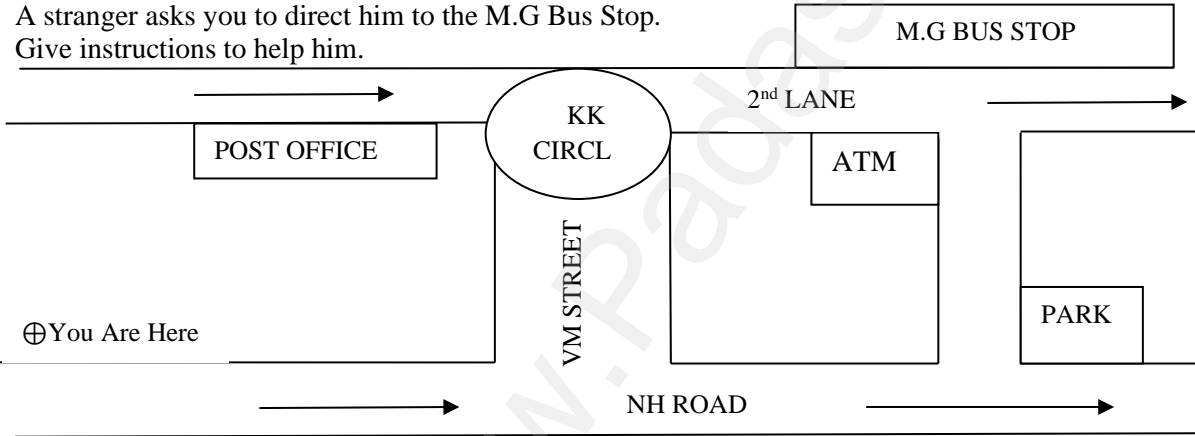 A stranger asks you to direct him to the M.G Bus Stop.
Give instructions to help him.
M.G BUS STOP
2nd LANE
KK
CIRCL
POST OFFICE
ATM
VM STREET
PARK
⊕You Are Here
NH ROAD
w.Padas